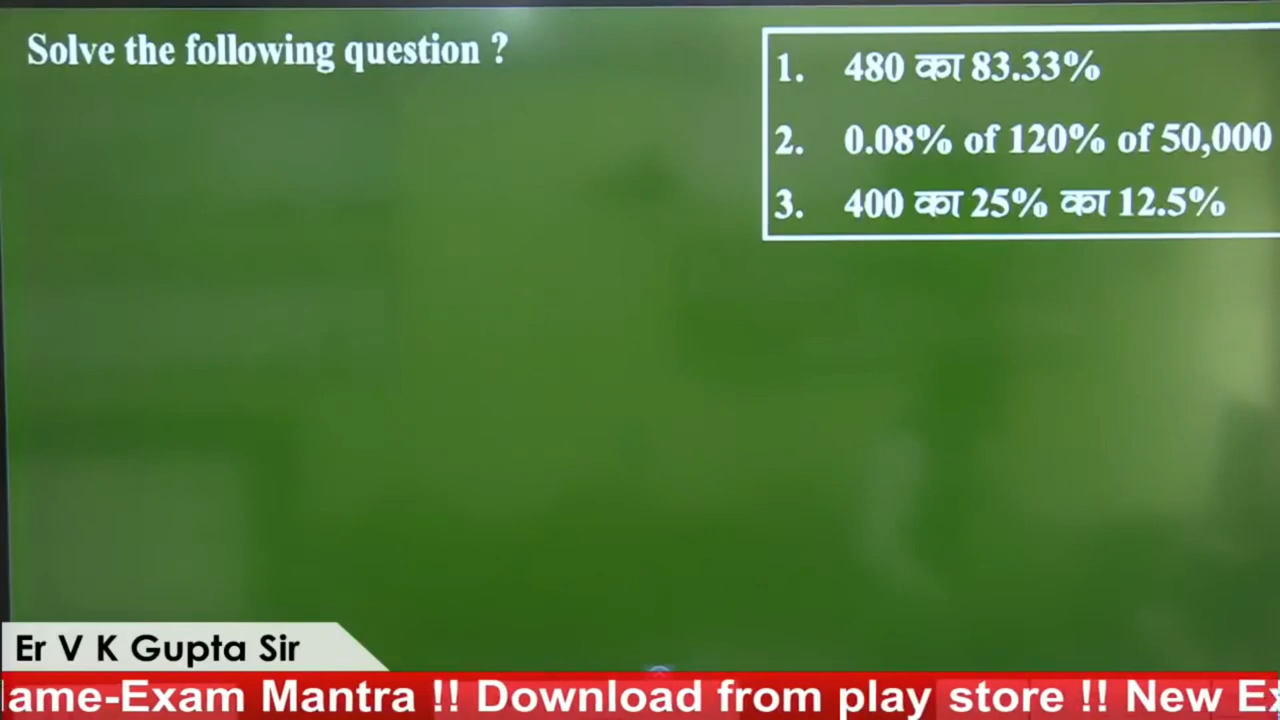 Solve the following question ?
1. 480 का 83.33%
2. 0.08% of 120% of 50,000
3. 400 का 25% का 12.5%
Er V K Gupta Sir
ame-Exam Mantra !! Download from play store !! New